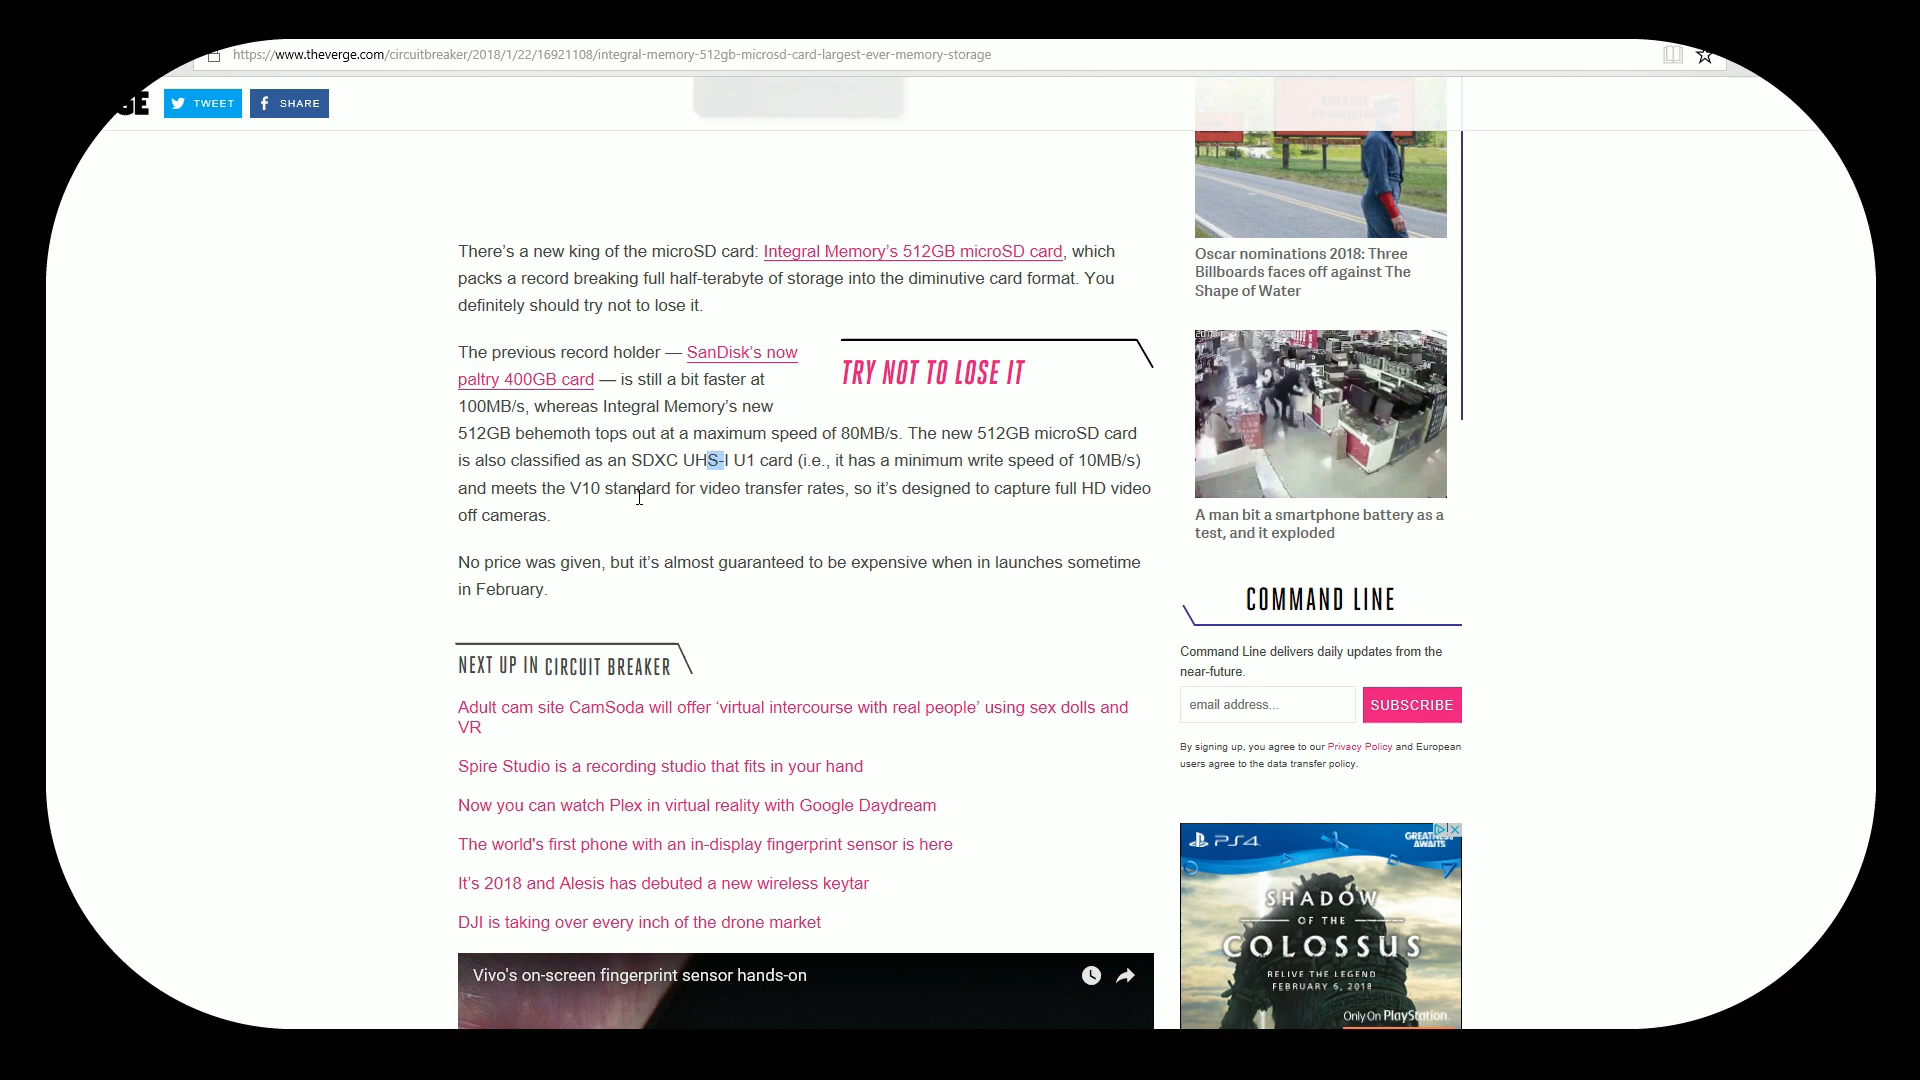 https://www.theverge.com/circuitbreaker/2018/1/22/16921108/integral-memory-512gb-microsd-card-largest-ever-memory-storage
GE
TWEET
SHARE
There’s a new king of the microSD card: Integral Memory’s 512GB microSD card, which
packs a record breaking full half-terabyte of storage into the diminutive card format. You
definitely should try not to lose it.
The previous record holder — SanDisk’s now
paltry 400GB card — is still a bit faster at
100MB/s, whereas Integral Memory’s new
TRY NOT TO LOSE IT
512GB behemoth tops out at a maximum speed of 80MB/s. The new 512GB microSD card
is also classified as an SDXC UHS-I U1 card (i.e., it has a minimum write speed of 10MB/s)
and meets the V10 standard for video transfer rates, so it’s designed to capture full HD video
off cameras.
No price was given, but it’s almost guaranteed to be expensive when in launches sometime
in February.
NEXT UP IN CIRCUIT BREAKER
Adult cam site CamSoda will offer ‘virtual intercourse with real people’ using sex dolls and
VR
Spire Studio is a recording studio that fits in your hand
Now you can watch Plex in virtual reality with Google Daydream
The world's first phone with an in-display fingerprint sensor is here
It’s 2018 and Alesis has debuted a new wireless keytar
DJI is taking over every inch of the drone market
Vivo's on-screen fingerprint sensor hands-on
Oscar nominations 2018: Three
Billboards faces off against The
Shape of Water
A man bit a smartphone battery as a
test, and it exploded
COMMAND LINE
Command Line delivers daily updates from the
near-future.
email address...
SUBSCRIBE
By signing up, you agree to our Privacy Policy and European
users agree to the data transfer policy.
PS4
GREATNESS
AWAITS
SHADOW
OF THE
COLOSSUS
RELIVE THE LEGEND
FEBRUARY 6, 2018
Only On PlayStation